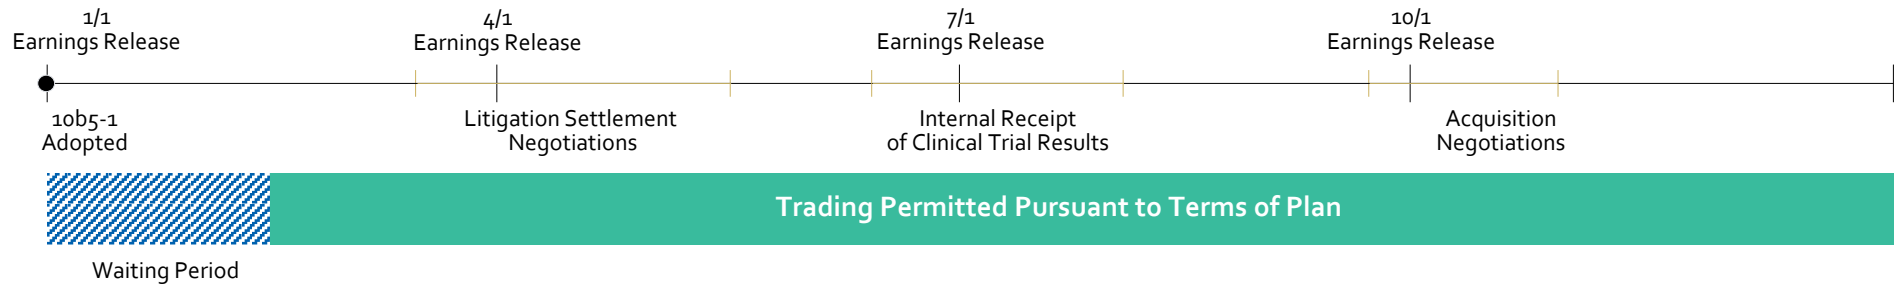 1/1
Earnings Release
4/1
Earnings Release
7/1
Earnings Release
10/1
Earnings Release
10b5-1
Adopted
Litigation Settlement
Negotiations
Internal Receipt
of Clinical Trial Results
Acquisition
Negotiations
Trading Permitted Pursuant to Terms of Plan
Waiting Period